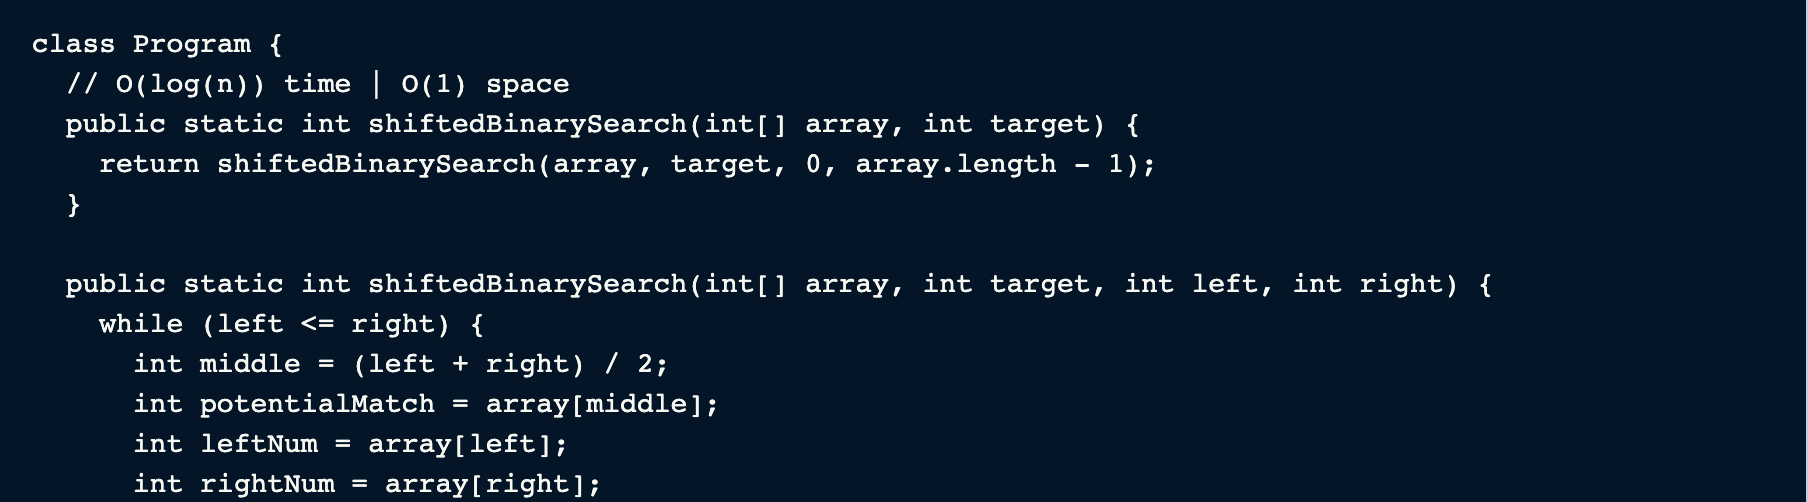 class Program {
  // O(log(n)) time | O(1) space
  public static int shiftedBinarySearch(int[] array, int target) {
    return shiftedBinarySearch(array, target, 0, array.length - 1);
  }

  public static int shiftedBinarySearch(int[] array, int target, int left, int right) {
    while (left <= right) {
      int middle = (left + right) / 2;
      int potentialMatch = array[middle];
      int leftNum = array[left];
      int rightNum = array[right];